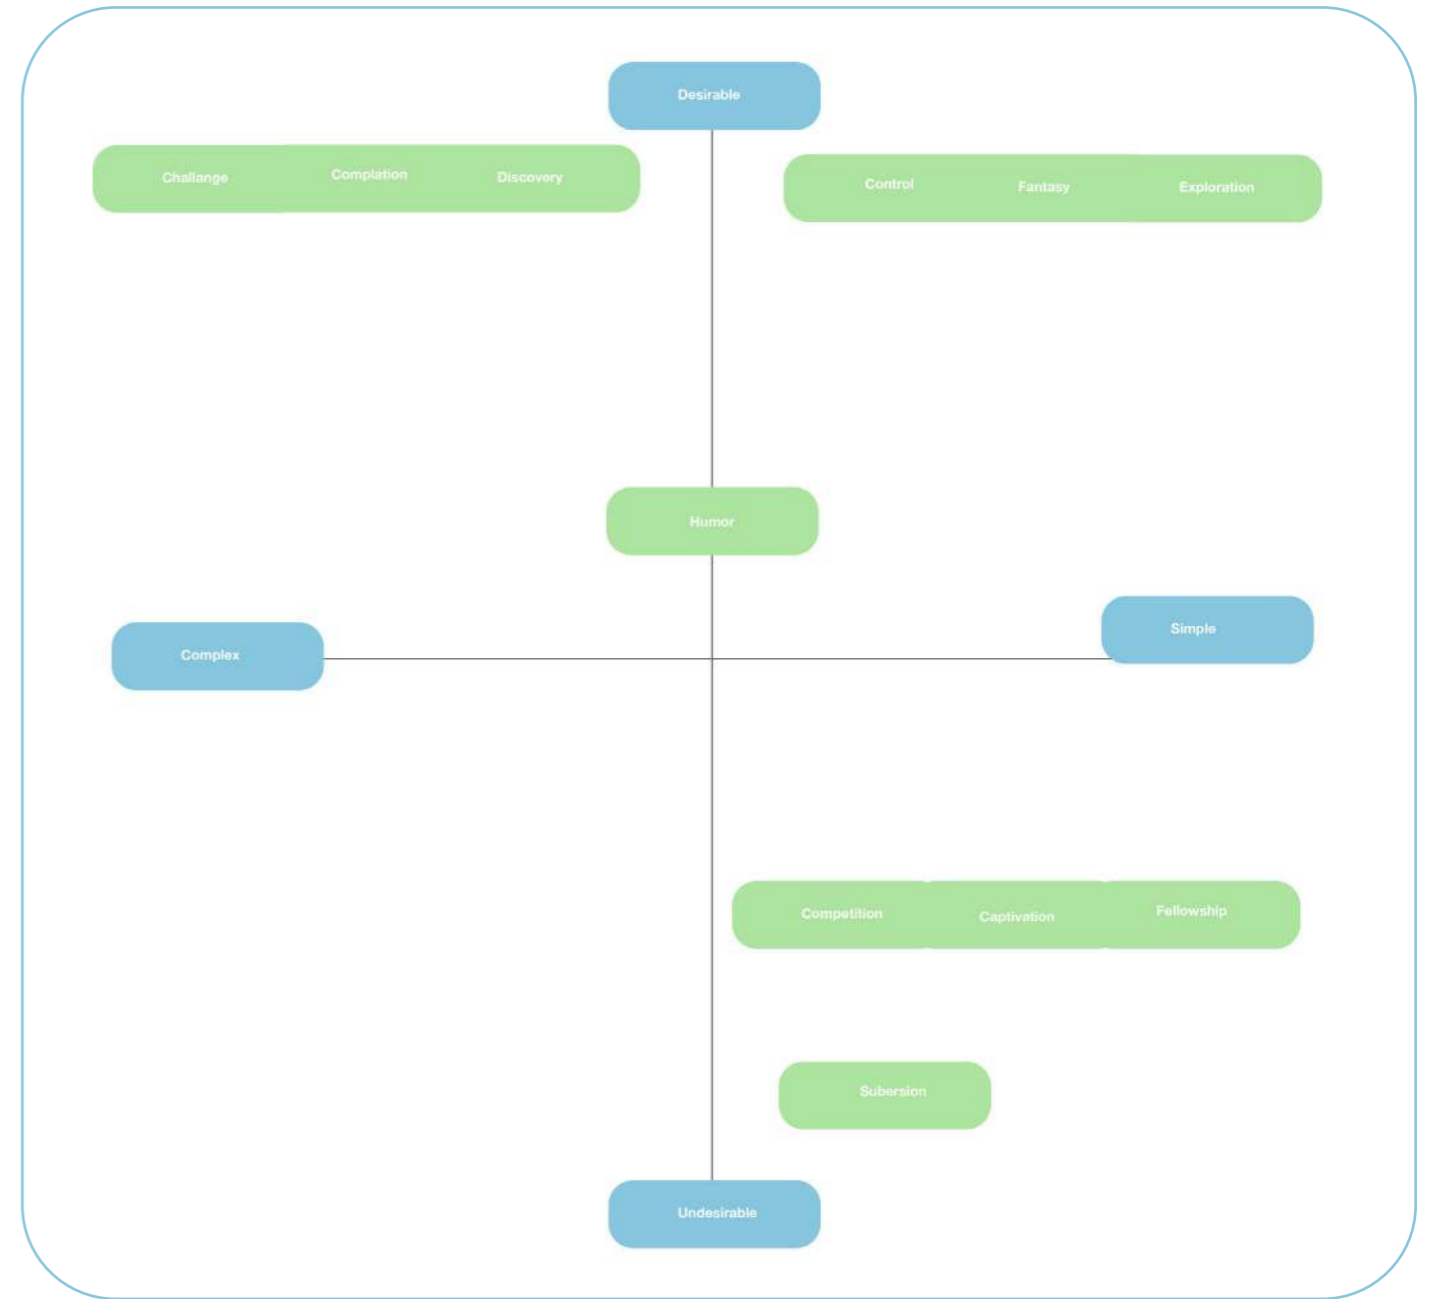 Desirable
Challange Complation Discovery
Control Fantasy Exploration
Humor
Simple
Complex
Competition Captivation Fellowship
Subersion
Undesirable